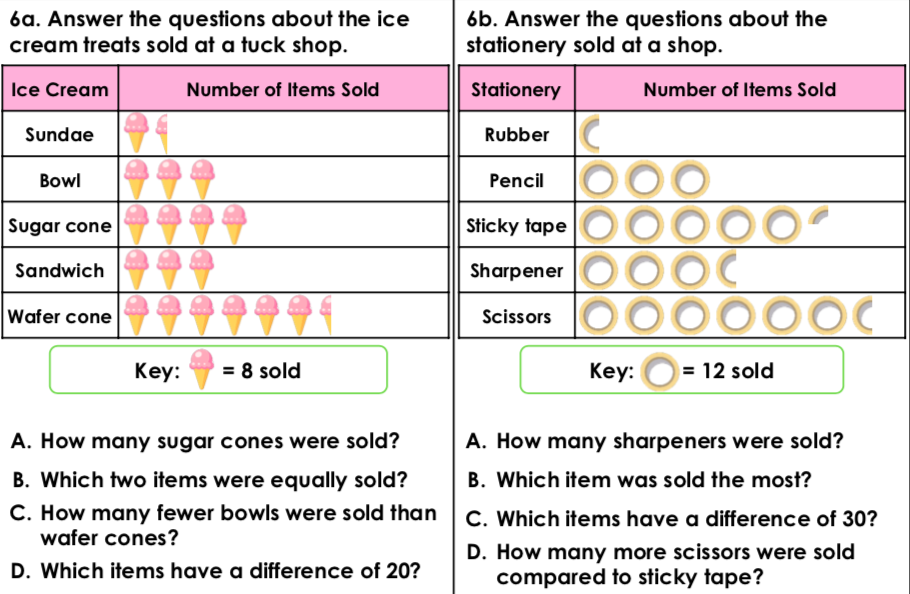 6a. Answer the questions about the ice
cream treats sold at a tuck shop.
Ice Cream Number of Items Sold
Sundae
Bowl
Sugar cone
Sandwich
Wafer cone
Key: = 8 sold
A. How many sugar cones were sold?
B. Which two items were equally sold?
C. How many fewer bowls were sold than
wafer cones?
D. Which items have a difference of 20?
6b. Answer the questions about the
stationery sold at a shop.
Stationery Number of Items Sold
Rubber
Pencil
Sticky tape
Sharpener
Scissors
Key: = 12 sold
A. How many sharpeners were sold?
B. Which item was sold the most?
C. Which items have a difference of 30?
D. How many more scissors were sold
compared to sticky tape?